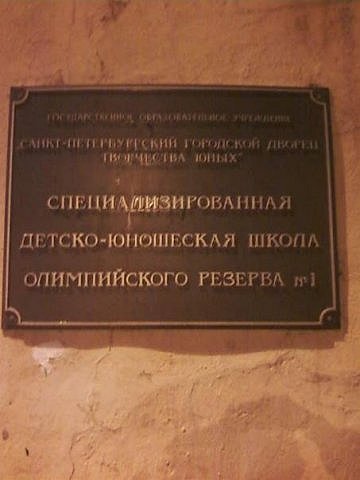 ГОСУДАРСТВЕННОЕ ОБРАЗОВАТЕЛЬНОЕ УЧРЕЖДЕНИЕ
„САНКТ-ПЕТЕРБУРГСКИЙ ГОРОДСКОЙ ДВОРЕЦ
ТВОРЧЕСТВА ЮНЫХ"
СПЕЦИАЛИЗИРОВАННАЯ
ДЕТСКО-ЮНОШЕСКАЯ ШКОЛА
ОЛИМПИЙСКОГО РЕЗЕРВА №1